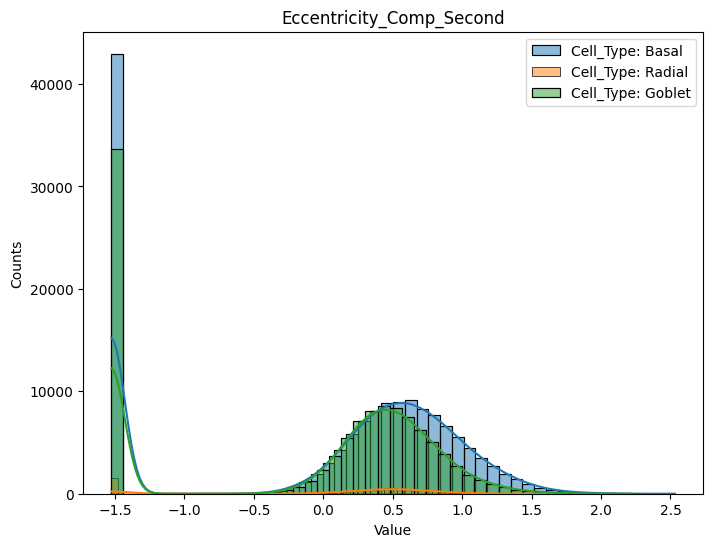 Eccentricity_Comp_Second
Cell_Type: Basal
Cell_Type: Radial
Cell_Type: Goblet
Counts
40000
30000
20000
10000
0
−1.5 −1.0 −0.5 0.0 0.5 1.0 1.5 2.0 2.5
Value